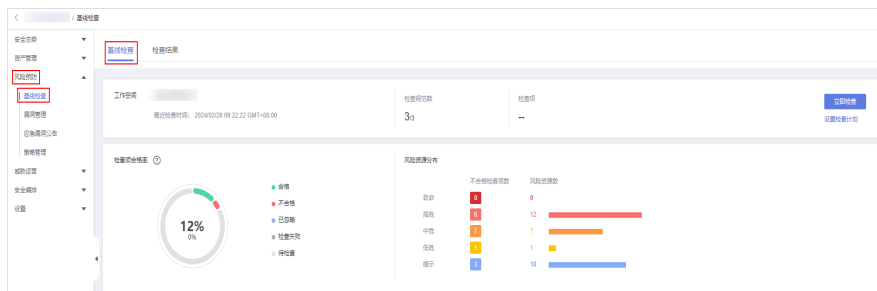 / 基线检查
安全态势
资产管理
风险预防
基线检查
漏洞管理
应急漏洞公告
策略管理
威胁运营
安全编排
设置
基线检查 检查结果
工作空间
最近检查时间: 2024/02/28 09:22:22 GMT+08:00
检查规范数
3/3
检查项
--
立即检查
设置检查计划
检查项合格率
12%
0%
合格
不合格
已忽略
检查失败
待检查
风险资源分布
不合格检查项数 风险资源数
致命 0 0
高危 6 12
中危 7 7
低危 1 1
提示 3 10